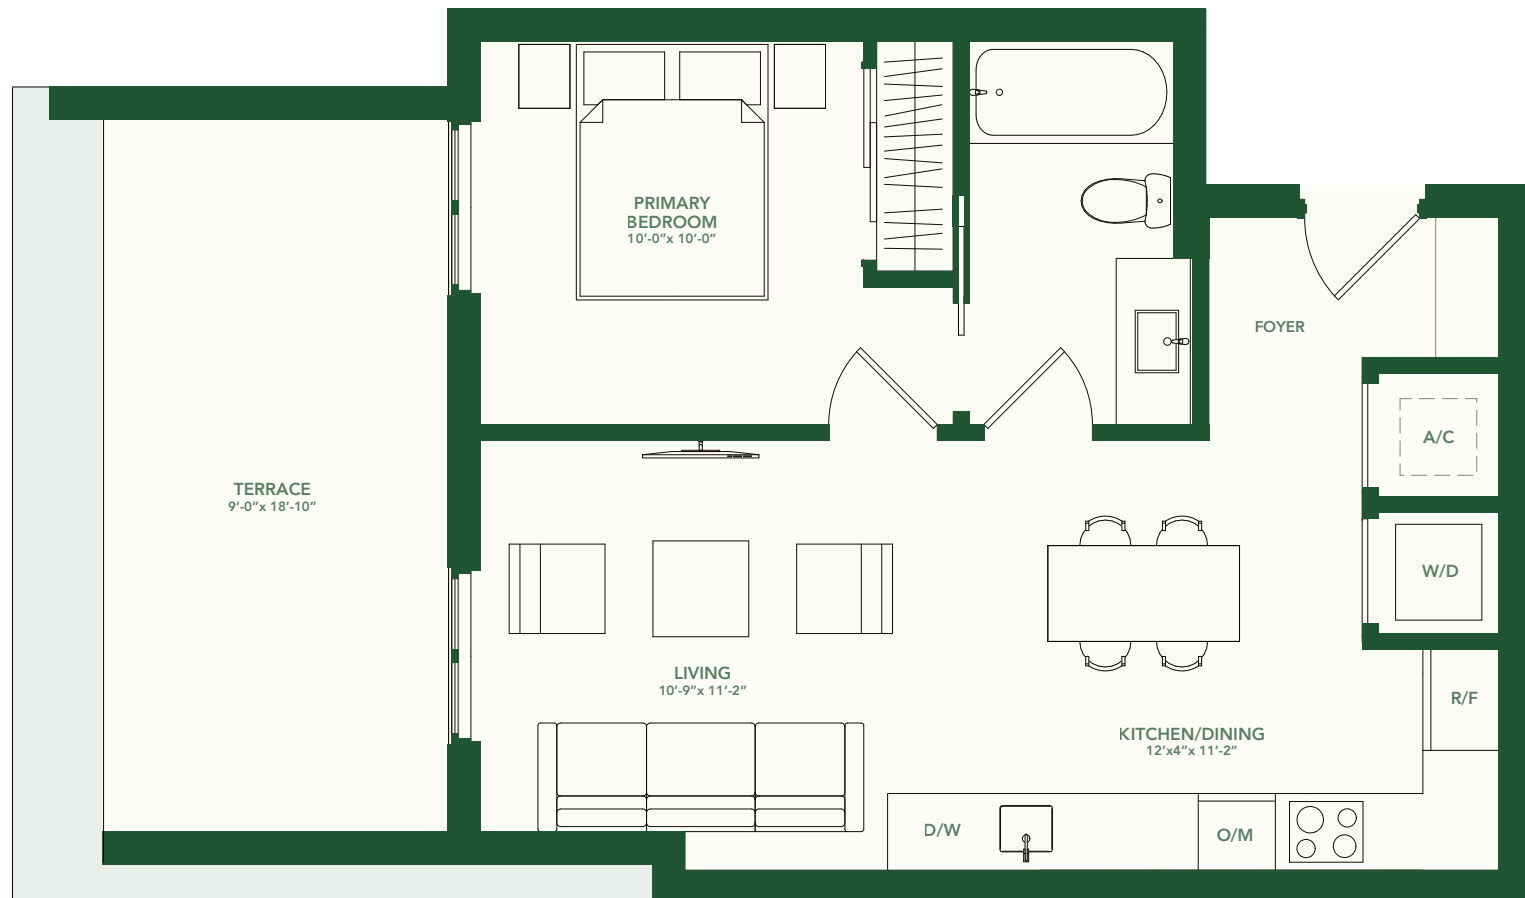 PRIMARY
BEDROOM
10’-0”x 10’-0”
FOYER
A/C
TERRACE
9’-0”x 18’-10”
W/D
LIVING
10’-9”x 11’-2”
R/F
KITCHEN/DINING
12’x4”x 11’-2”
D/W
O/M